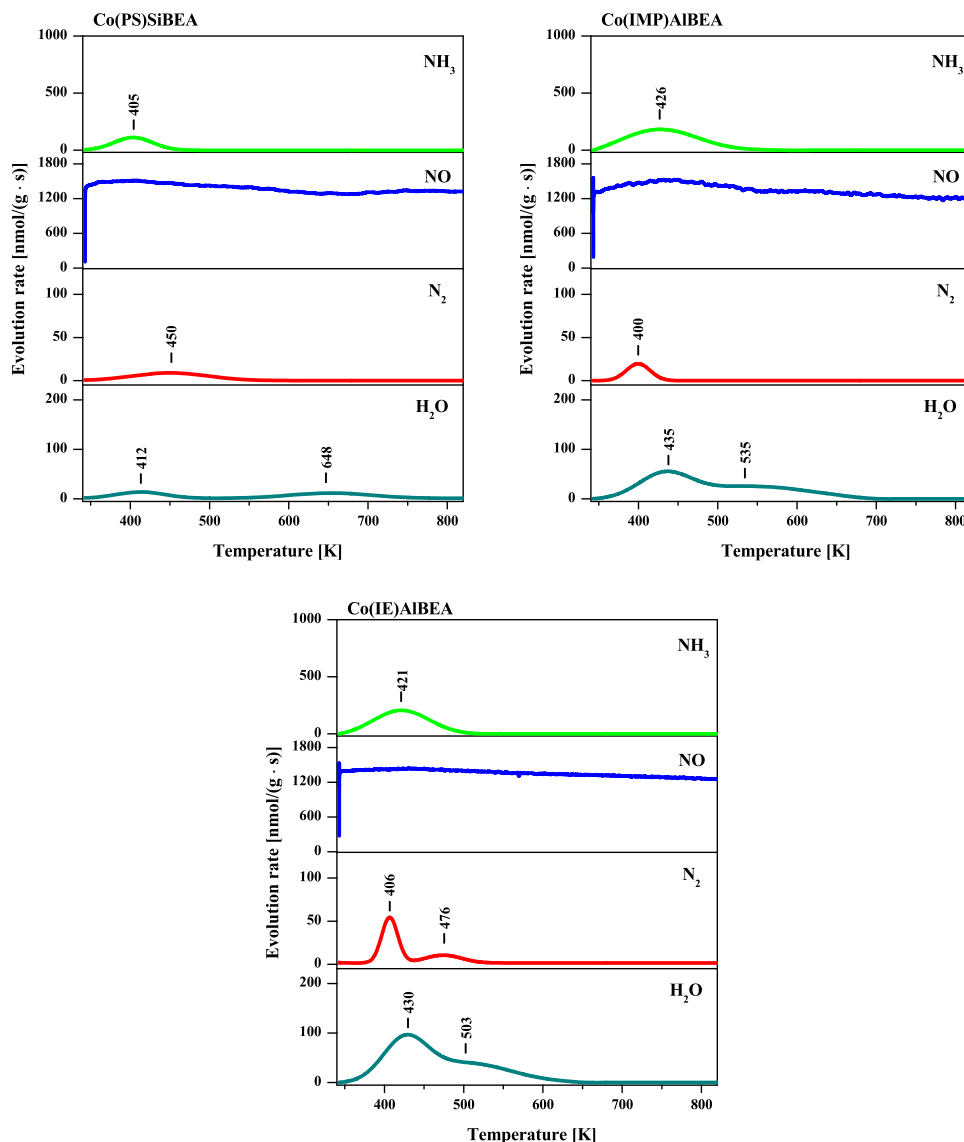 Co(PS)SiBEA
1000
500
0
NH₃
405
1800
1200
600
0
NO
100
50
0
N₂
450
200
100
0
H₂O
412
648
400 500 600 700 800
Temperature [K]
Evolution rate [nmol/(g · s)]
Co(IMP)AlBEA
1000
500
0
NH₃
426
1800
1200
600
0
NO
100
50
0
N₂
400
200
100
0
H₂O
435
535
400 500 600 700 800
Temperature [K]
Evolution rate [nmol/(g · s)]
Co(IE)AlBEA
1000
500
0
NH₃
421
1800
1200
600
0
NO
100
50
0
N₂
406
476
200
100
0
H₂O
430
503
400 500 600 700 800
Temperature [K]
Evolution rate [nmol/(g · s)]